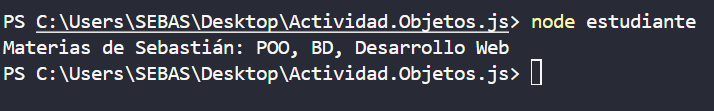 PS C:\Users\SEBAS\Desktop\Actividad.Objetos.js> node estudiante
Materias de Sebastián: POO, BD, Desarrollo Web
PS C:\Users\SEBAS\Desktop\Actividad.Objetos.js>